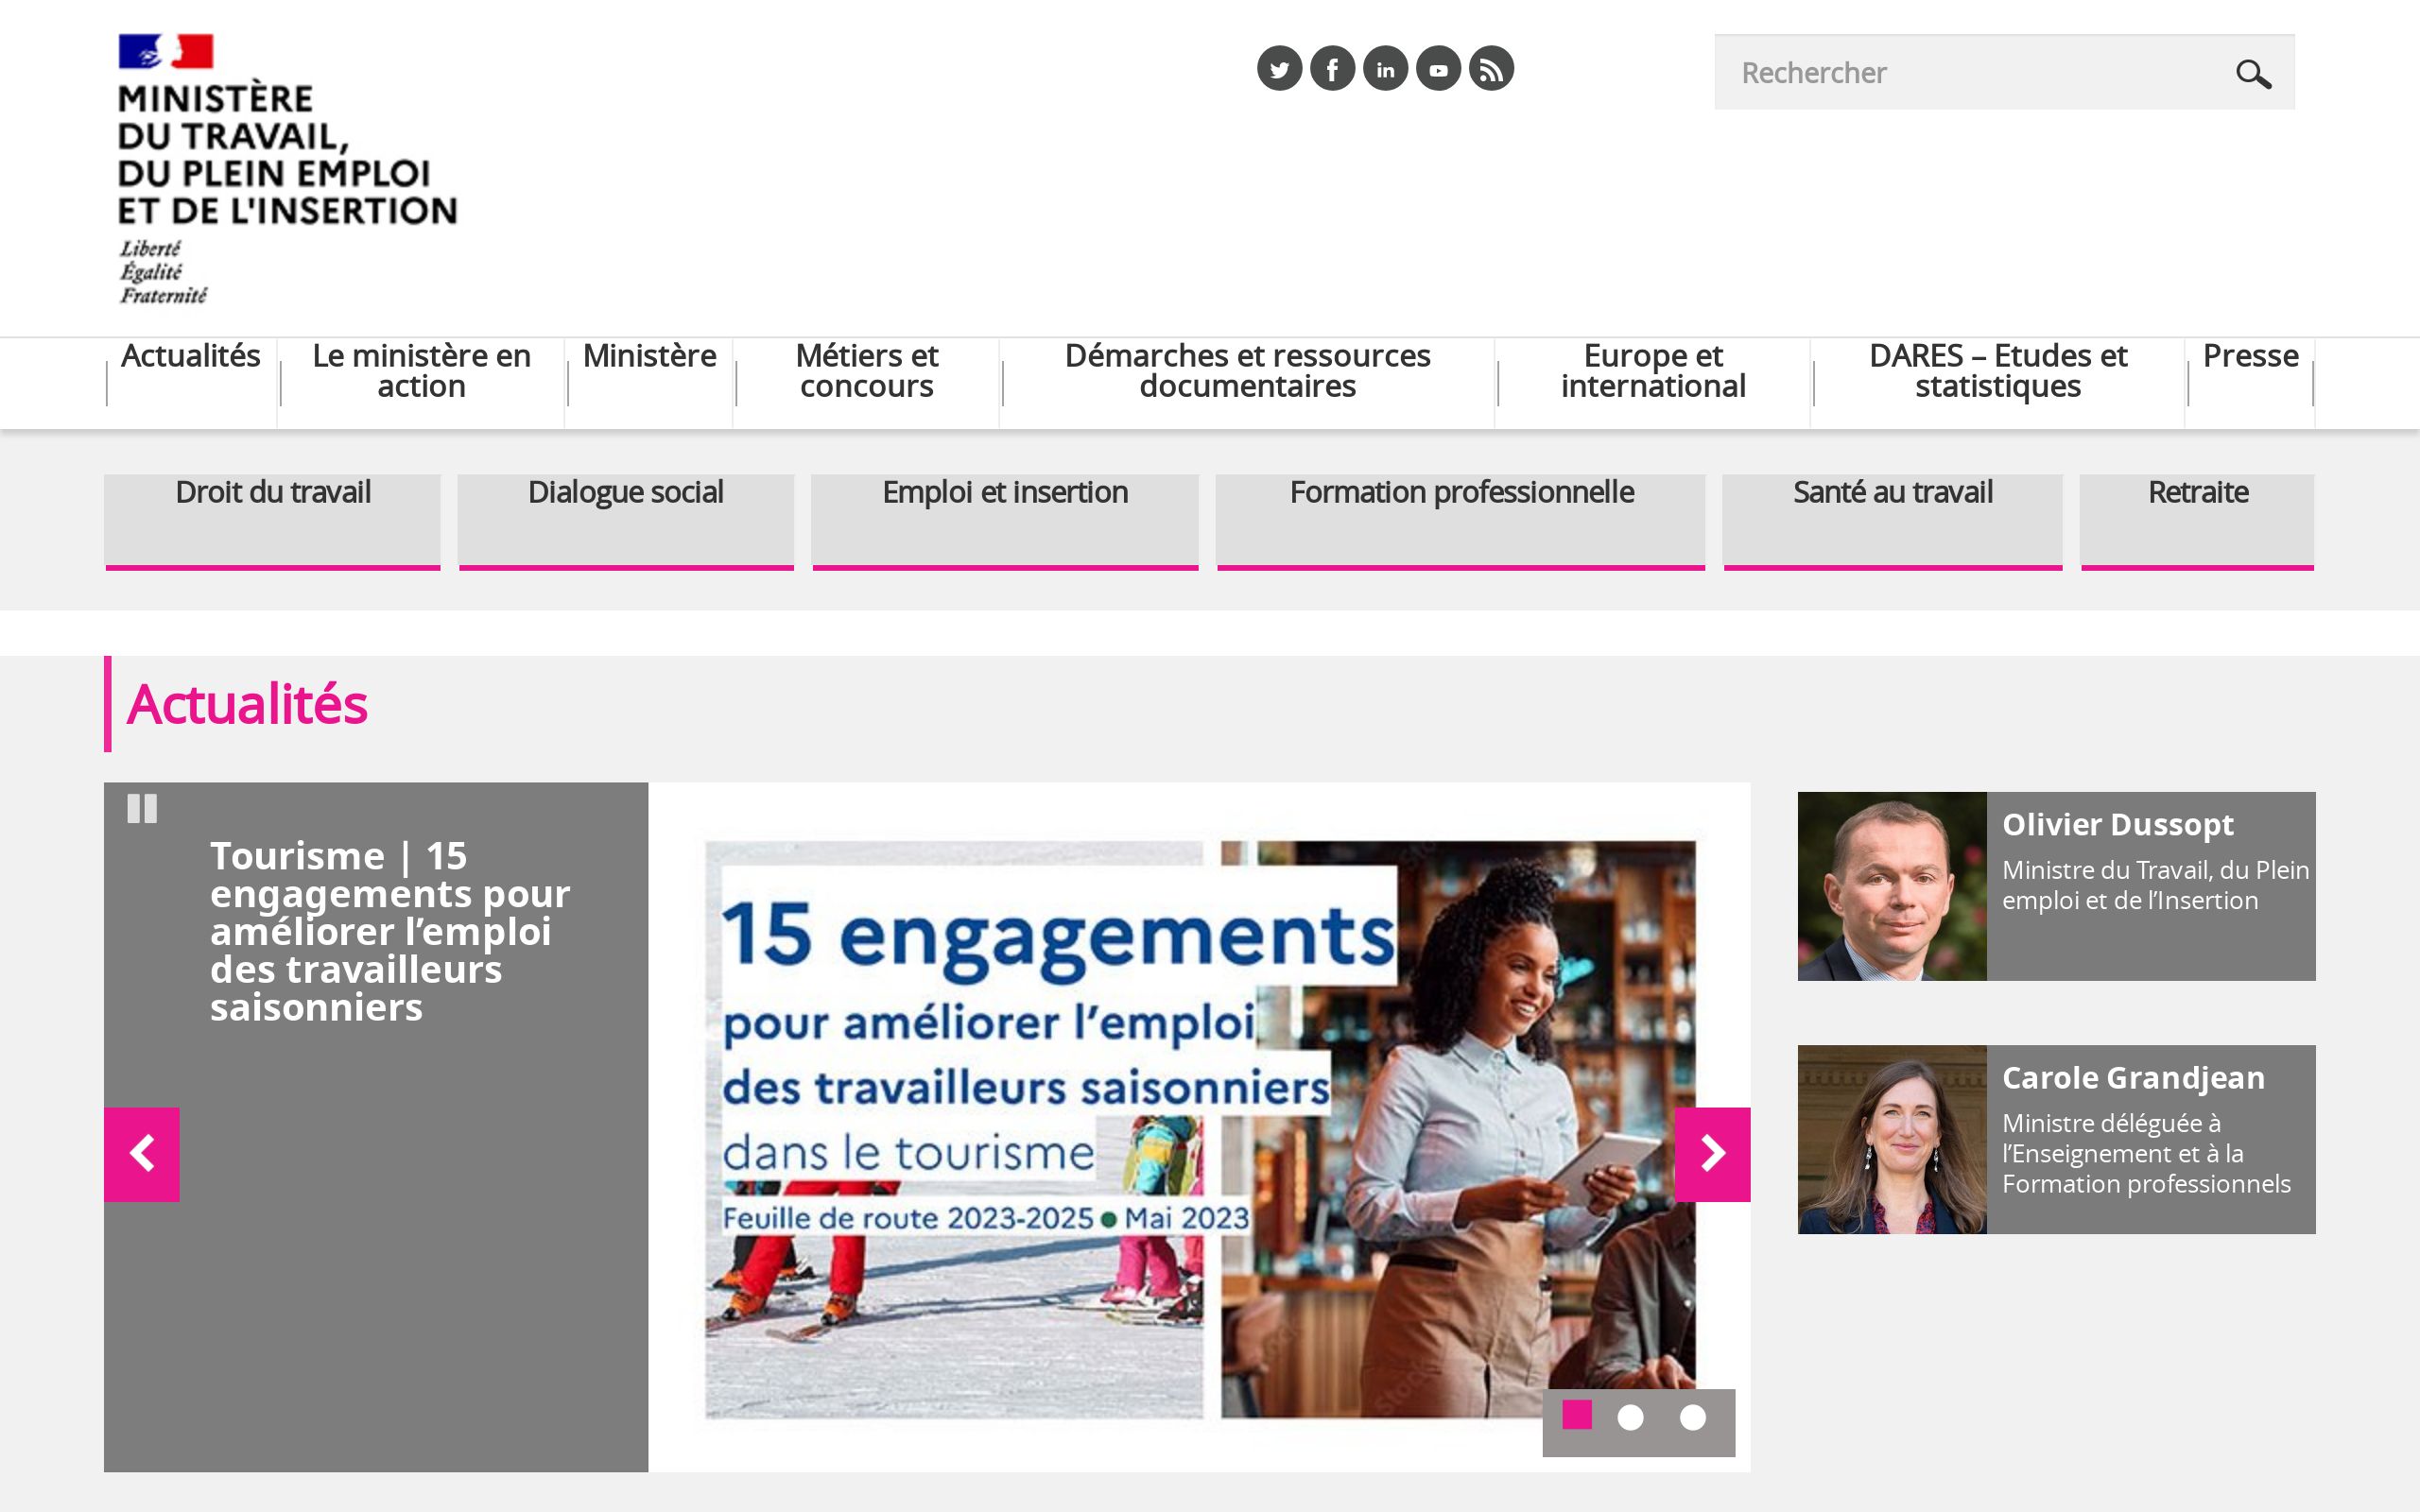 MINISTÈRE
DU TRAVAIL,
DU PLEIN EMPLOI
ET DE L'INSERTION
Liberté
Égalité
Fraternité
Rechercher
Actualités
Le ministère en
action
Ministère
Métiers et
concours
Démarches et ressources
documentaires
Europe et
international
DARES – Etudes et
statistiques
Presse
Droit du travail
Dialogue social
Emploi et insertion
Formation professionnelle
Santé au travail
Retraite
Actualités
Tourisme | 15
engagements pour
améliorer l’emploi
des travailleurs
saisonniers
15 engagements
pour améliorer l’emploi
des travailleurs saisonniers
dans le tourisme
Feuille de route 2023-2025 ● Mai 2023
Olivier Dussopt
Ministre du Travail, du Plein
emploi et de l’Insertion
Carole Grandjean
Ministre déléguée à
l’Enseignement et à la
Formation professionnels